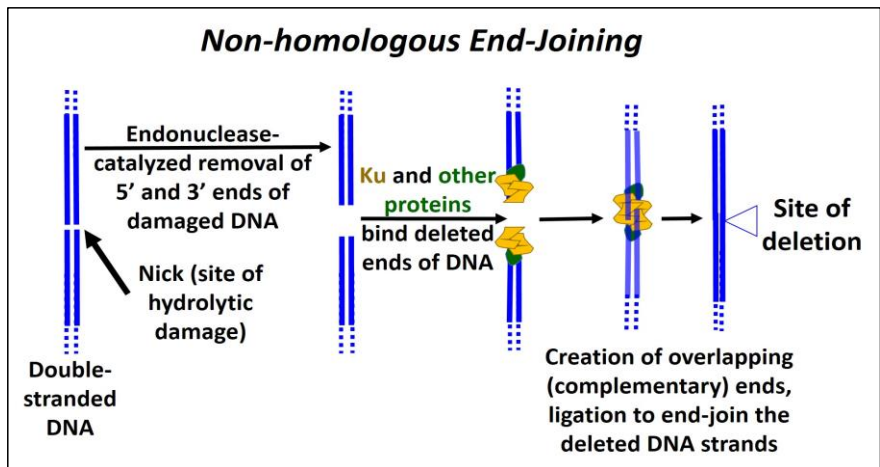 Non-homologous End-Joining
Endonuclease-
catalyzed removal of
5’ and 3’ ends of
damaged DNA
Nick (site of
hydrolytic
damage)
Double-
stranded
DNA
Ku and other
proteins
bind deleted
ends of DNA
Creation of overlapping
(complementary) ends,
ligation to end-join the
deleted DNA strands
Site of
deletion